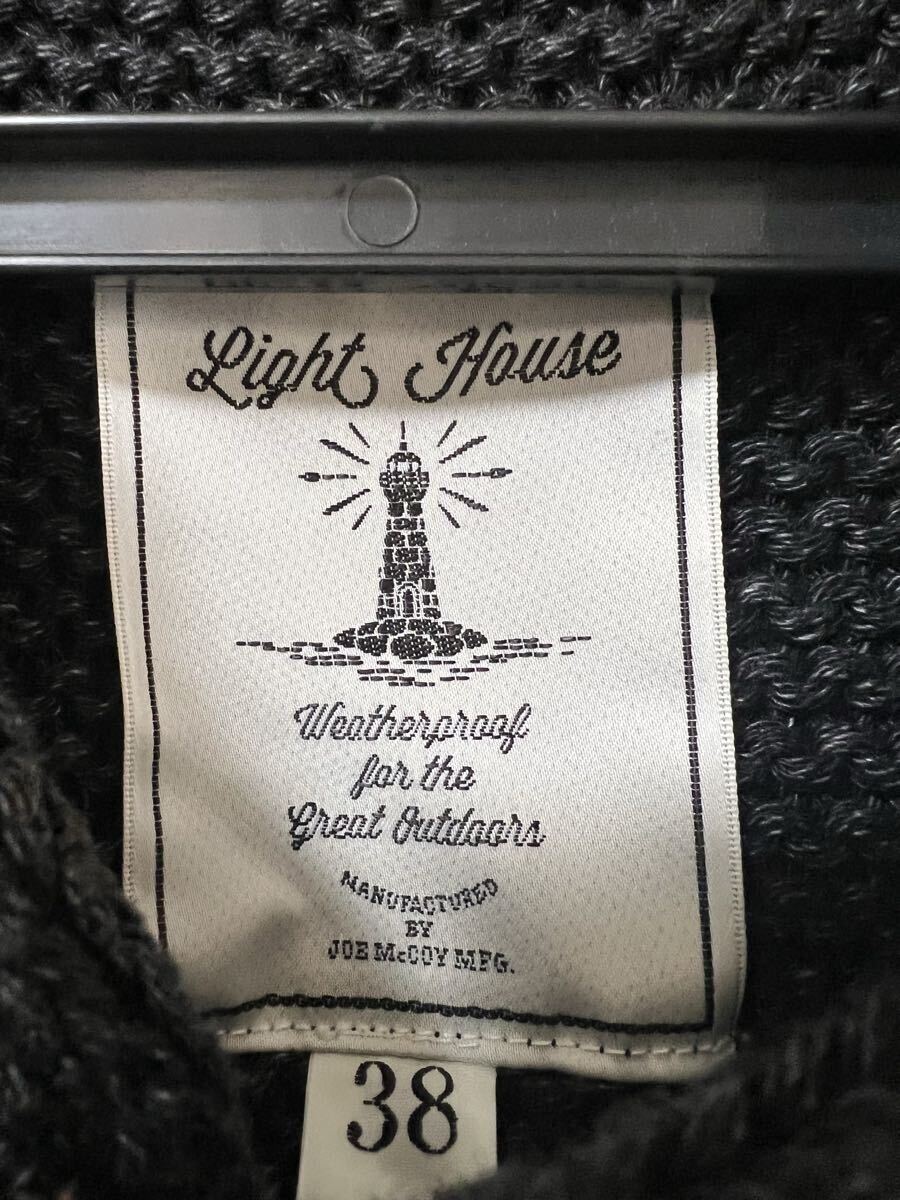 Light House
Weatherproof
for the
Great Outdoors
MANUFACTURED
BY
JOE McCOY MFG.
38